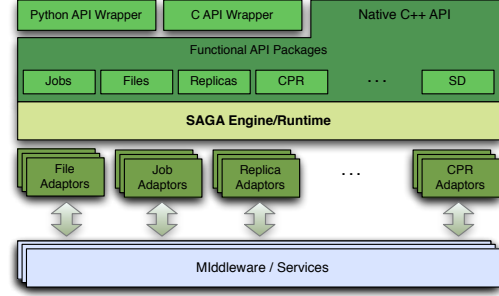 Python API Wrapper
C API Wrapper
Native C++ API
Functional API Packages
Jobs
Files
Replicas
CPR
. . .
SD
SAGA Engine/Runtime
File
Adaptors
Job
Adaptors
Replica
Adaptors
. . .
CPR
Adaptors
MIddleware / Services